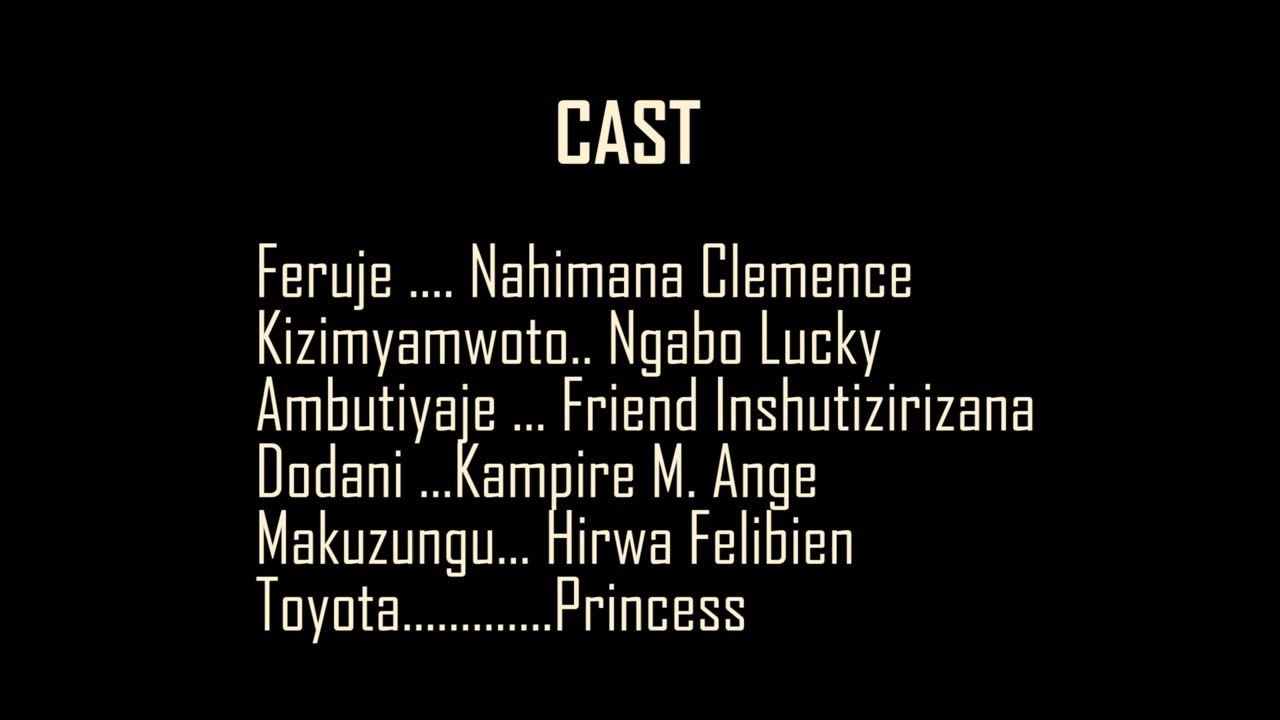 CAST
Feruje .... Nahimana Clemence
Kizimyamwoto.. Ngabo Lucky
Ambutiyaje ... Friend Inshutizirizana
Dodani ...Kampire M. Ange
Makuzungu... Hirwa Felibien
Toyota.............Princess